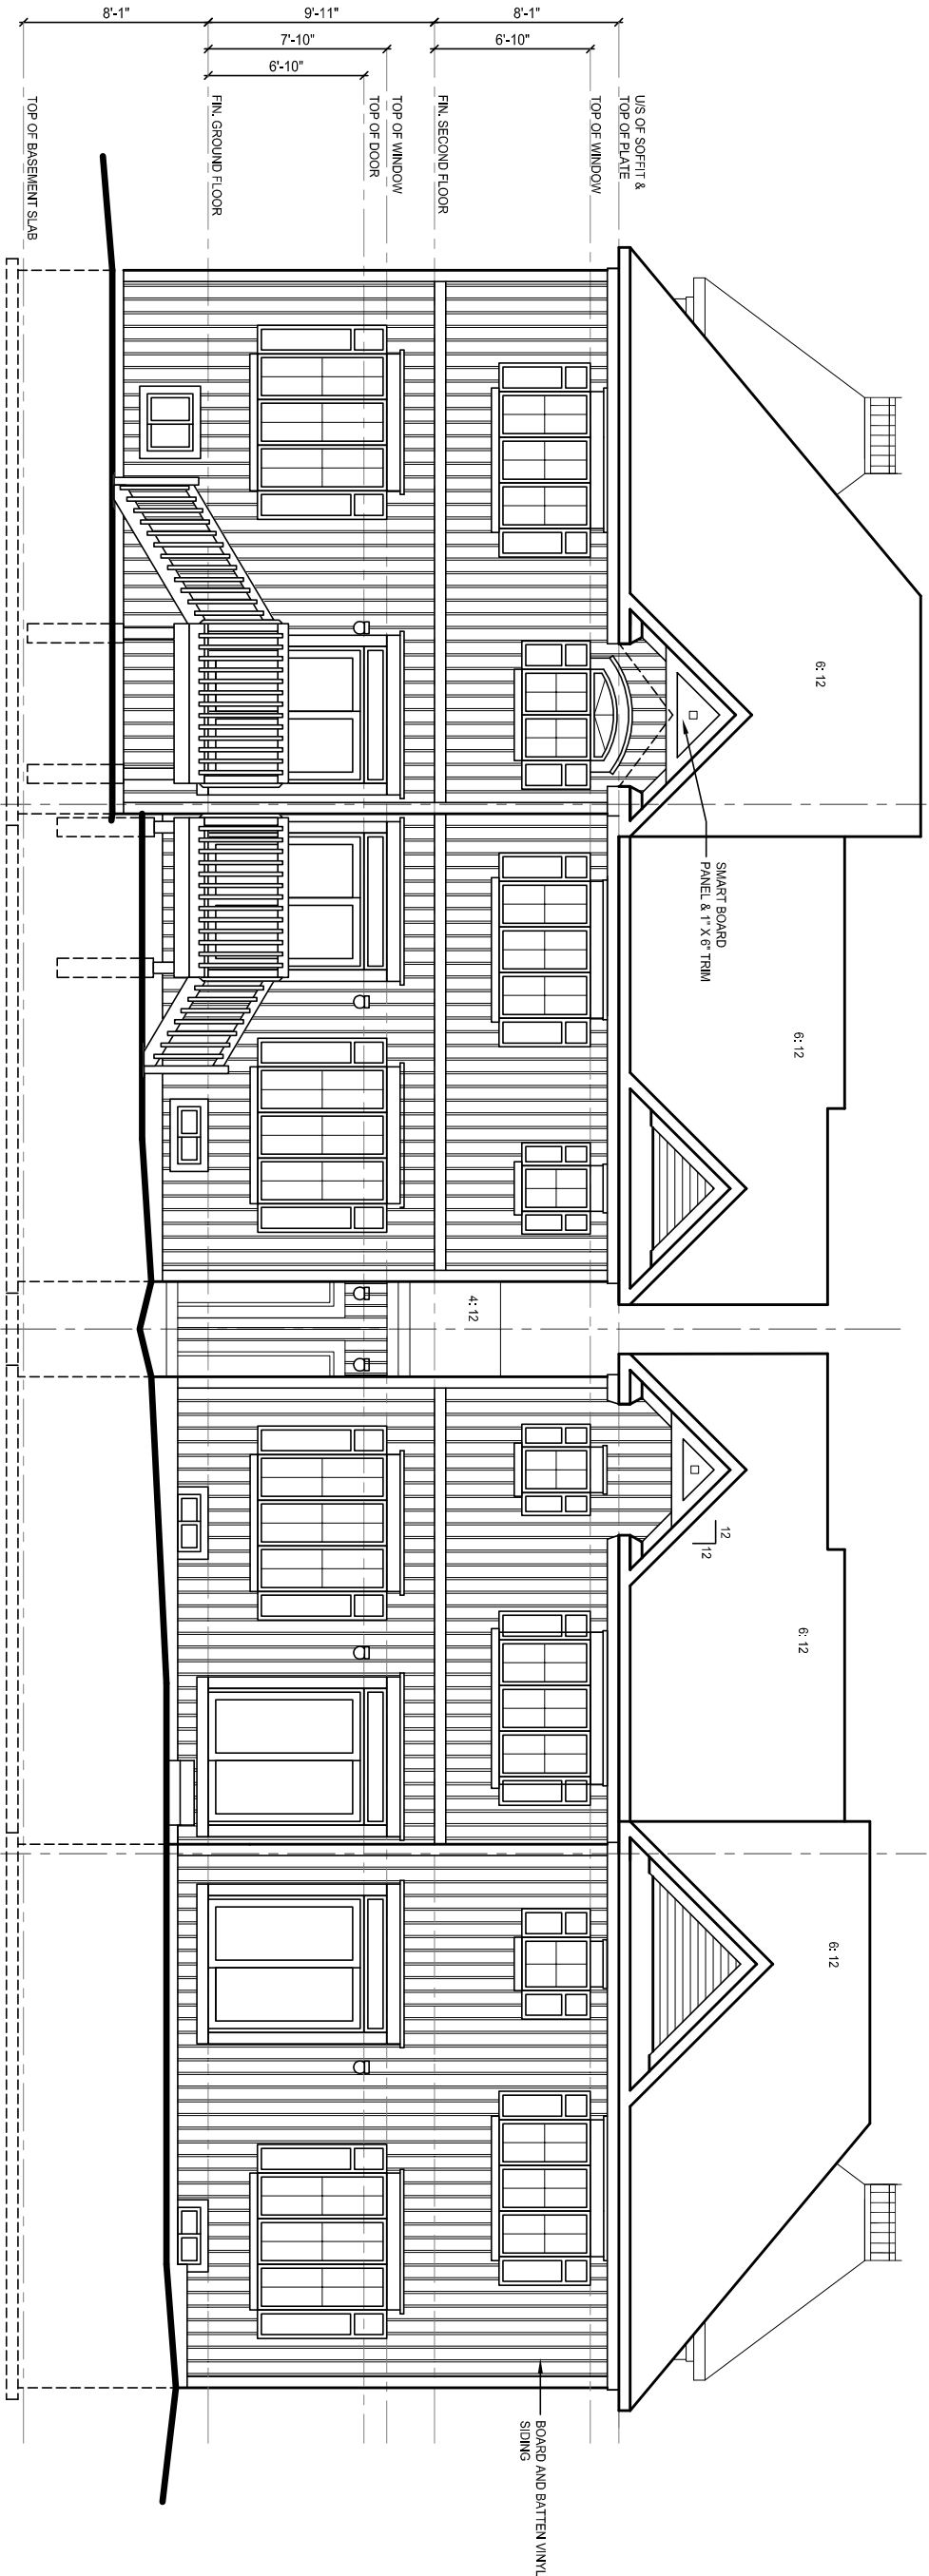 U/S OF SOFFIT &
TOP OF PLATE
TOP OF WINDOW
FIN. SECOND FLOOR
TOP OF WINDOW
TOP OF DOOR
FIN. GROUND FLOOR
TOP OF BASEMENT SLAB
8'-1"
6'-10"
9'-11"
7'-10"
6'-10"
8'-1"
6: 12
SMART BOARD
PANEL & 1" X 6" TRIM
6: 12
4: 12
12
12
6: 12
6: 12
BOARD AND BATTEN VINYL
SIDING